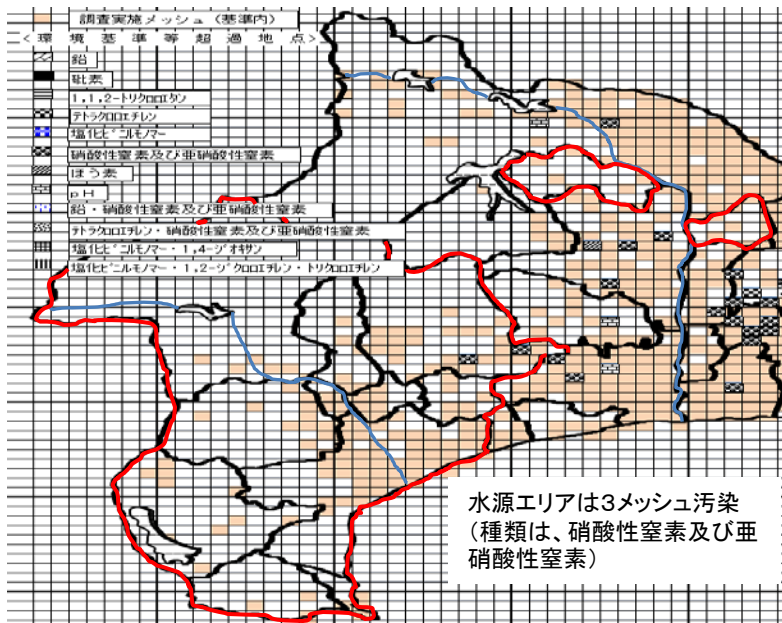 調査実施メッシュ（基準内）
<環境基準等超過地点>
鉛
砒素
1,1,2-トリクロロエタン
テトラクロロエチレン
塩化ビニルモノマー
硝酸性窒素及び亜硝酸性窒素
ほう素
pH
鉛・硝酸性窒素及び亜硝酸性窒素
テトラクロロエチレン・硝酸性窒素及び亜硝酸性窒素
塩化ビニルモノマー・1,4-ジオキサン
塩化ビニルモノマー・1,2-ジクロロエチレン・トリクロロエチレン
水源エリアは3メッシュ汚染
(種類は、硝酸性窒素及び亜
硝酸性窒素)